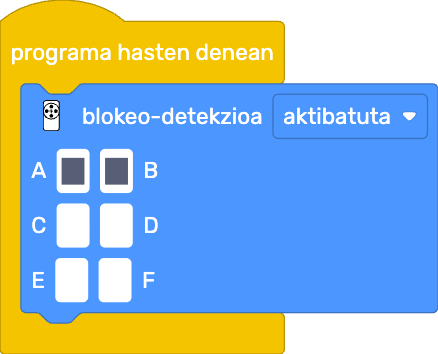 programa hasten denean
blokeo-detekzioa aktibatuta
A B
C D
E F